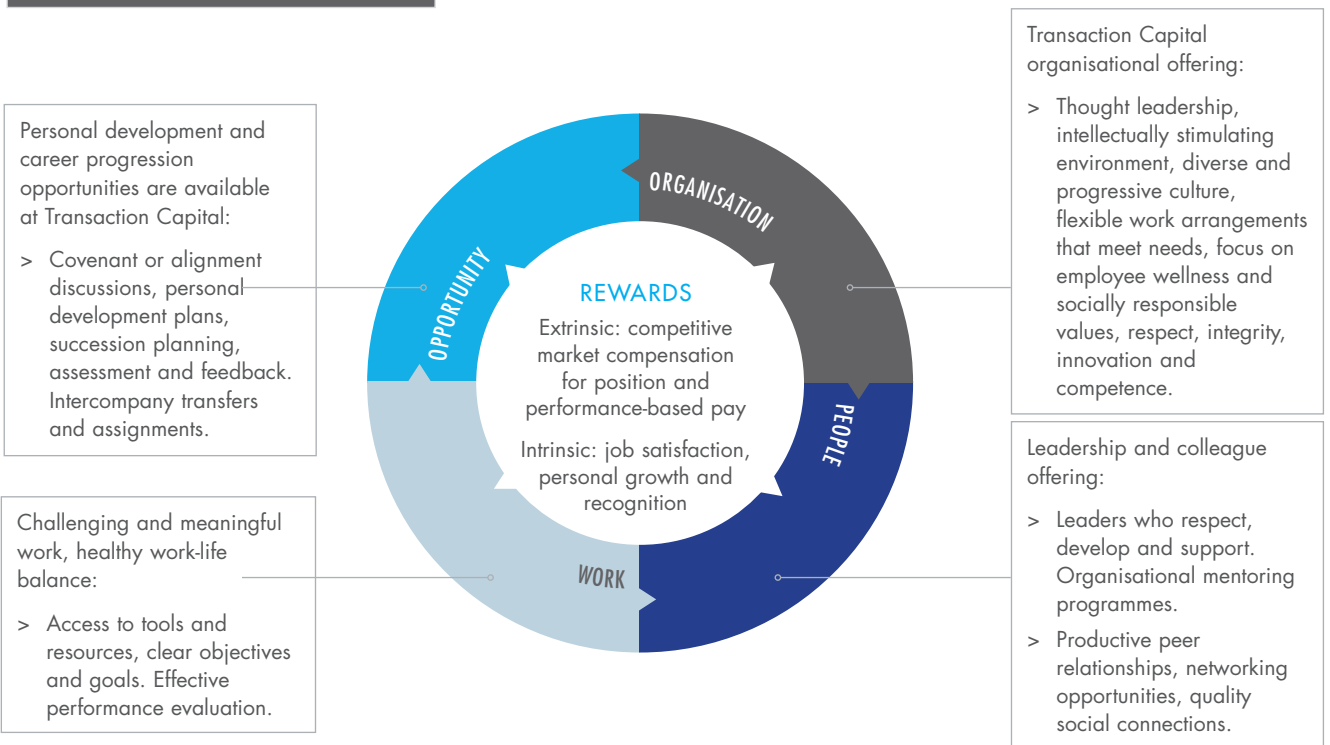 Personal development and
career progression
opportunities are available
at Transaction Capital:
> Covenant or alignment
discussions, personal
development plans,
succession planning,
assessment and feedback.
Intercompany transfers
and assignments.
Challenging and meaningful
work, healthy work-life
balance:
> Access to tools and
resources, clear objectives
and goals. Effective
performance evaluation.
OPPORTUNITY
ORGANISATION
PEOPLE
WORK
REWARDS
Extrinsic: competitive
market compensation
for position and
performance-based pay
Intrinsic: job satisfaction,
personal growth and
recognition
Transaction Capital
organisational offering:
> Thought leadership,
intellectually stimulating
environment, diverse and
progressive culture,
flexible work arrangements
that meet needs, focus on
employee wellness and
socially responsible
values, respect, integrity,
innovation and
competence.
Leadership and colleague
offering:
> Leaders who respect,
develop and support.
Organisational mentoring
programmes.
> Productive peer
relationships, networking
opportunities, quality
social connections.